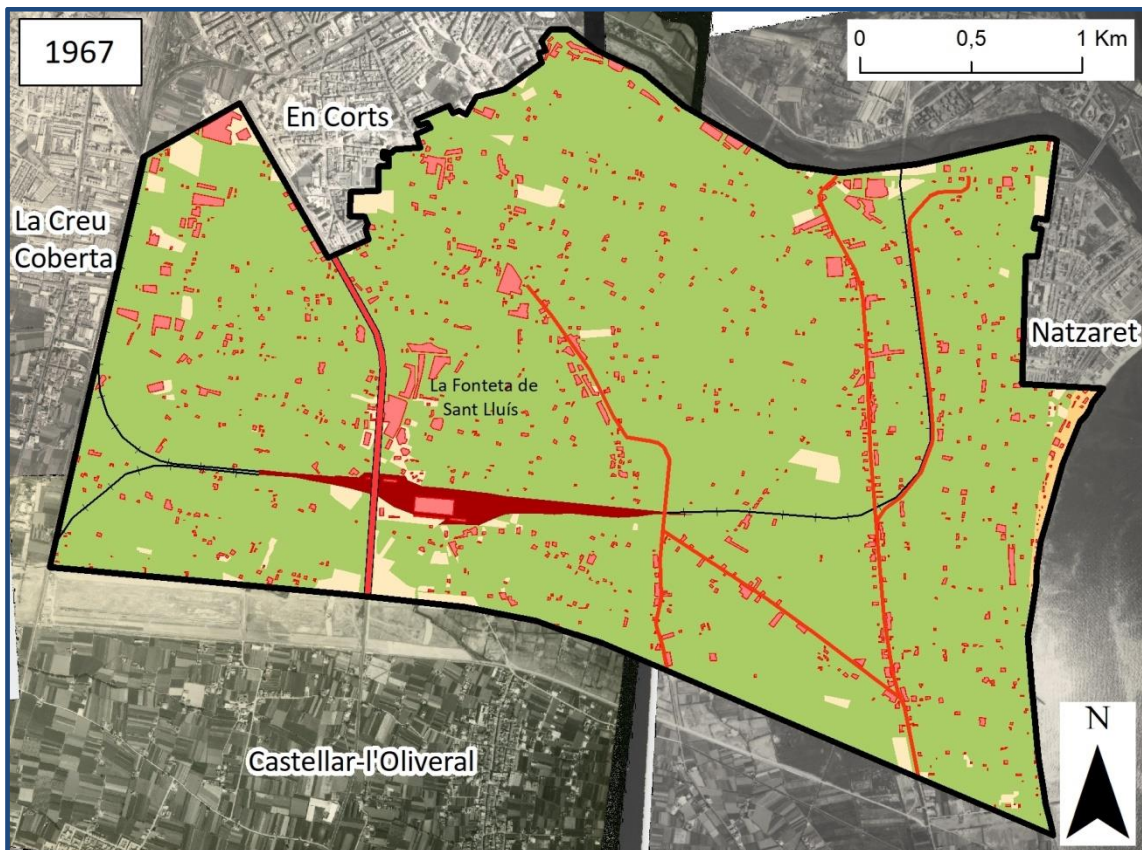 1967
0 0,5 1 Km
En Corts
La Creu
Coberta
Natzaret
La Fonteta de
Sant Lluís
Castellar-l'Oliveral
N